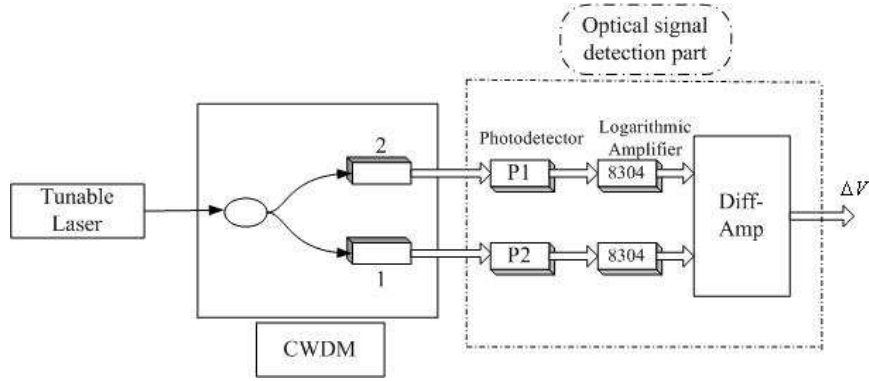 Optical signal
detection part
Photodetector
Logarithmic
Amplifier
2
P1
8304
Tunable
Laser
Diff-
Amp
ΔV
1
P2
8304
CWDM